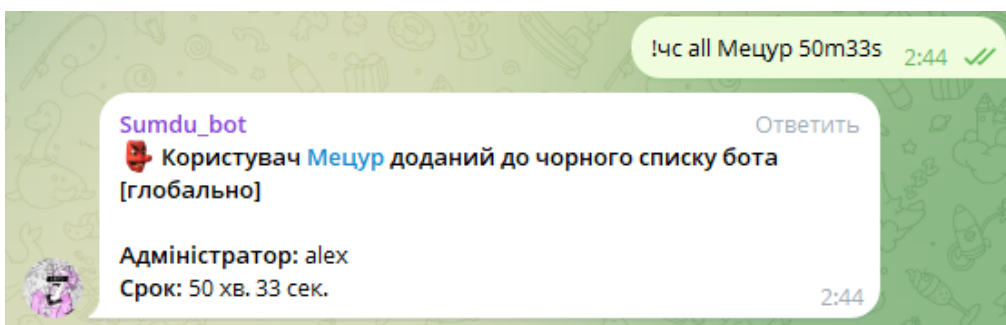 !чс all Мецур 50m33s 2:44
Sumdu_bot Ответить
👺 Користувач Мецур доданий до чорного списку бота
[глобально]
Адміністратор: alex
Срок: 50 хв. 33 сек.
2:44